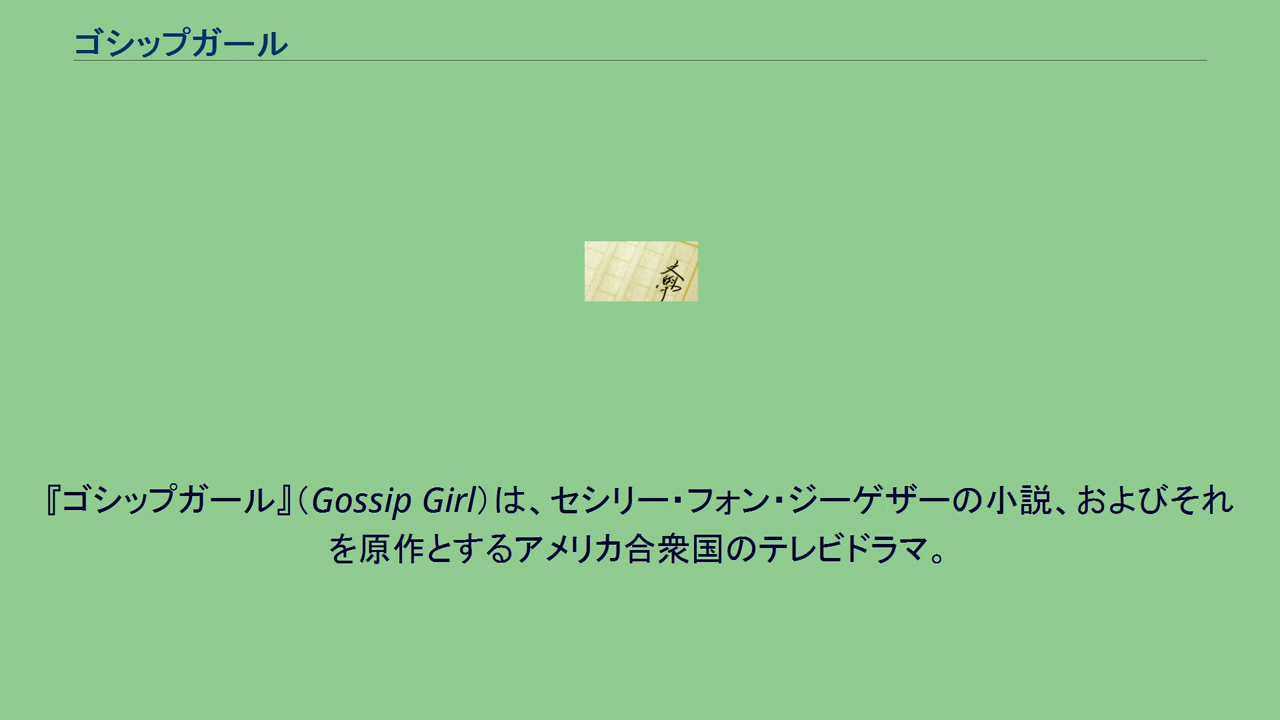 ゴシップガール
『ゴシップガール』（Gossip Girl）は、セシリー・フォン・ジーゲザーの小説、およびそれ
を原作とするアメリカ合衆国のテレビドラマ。